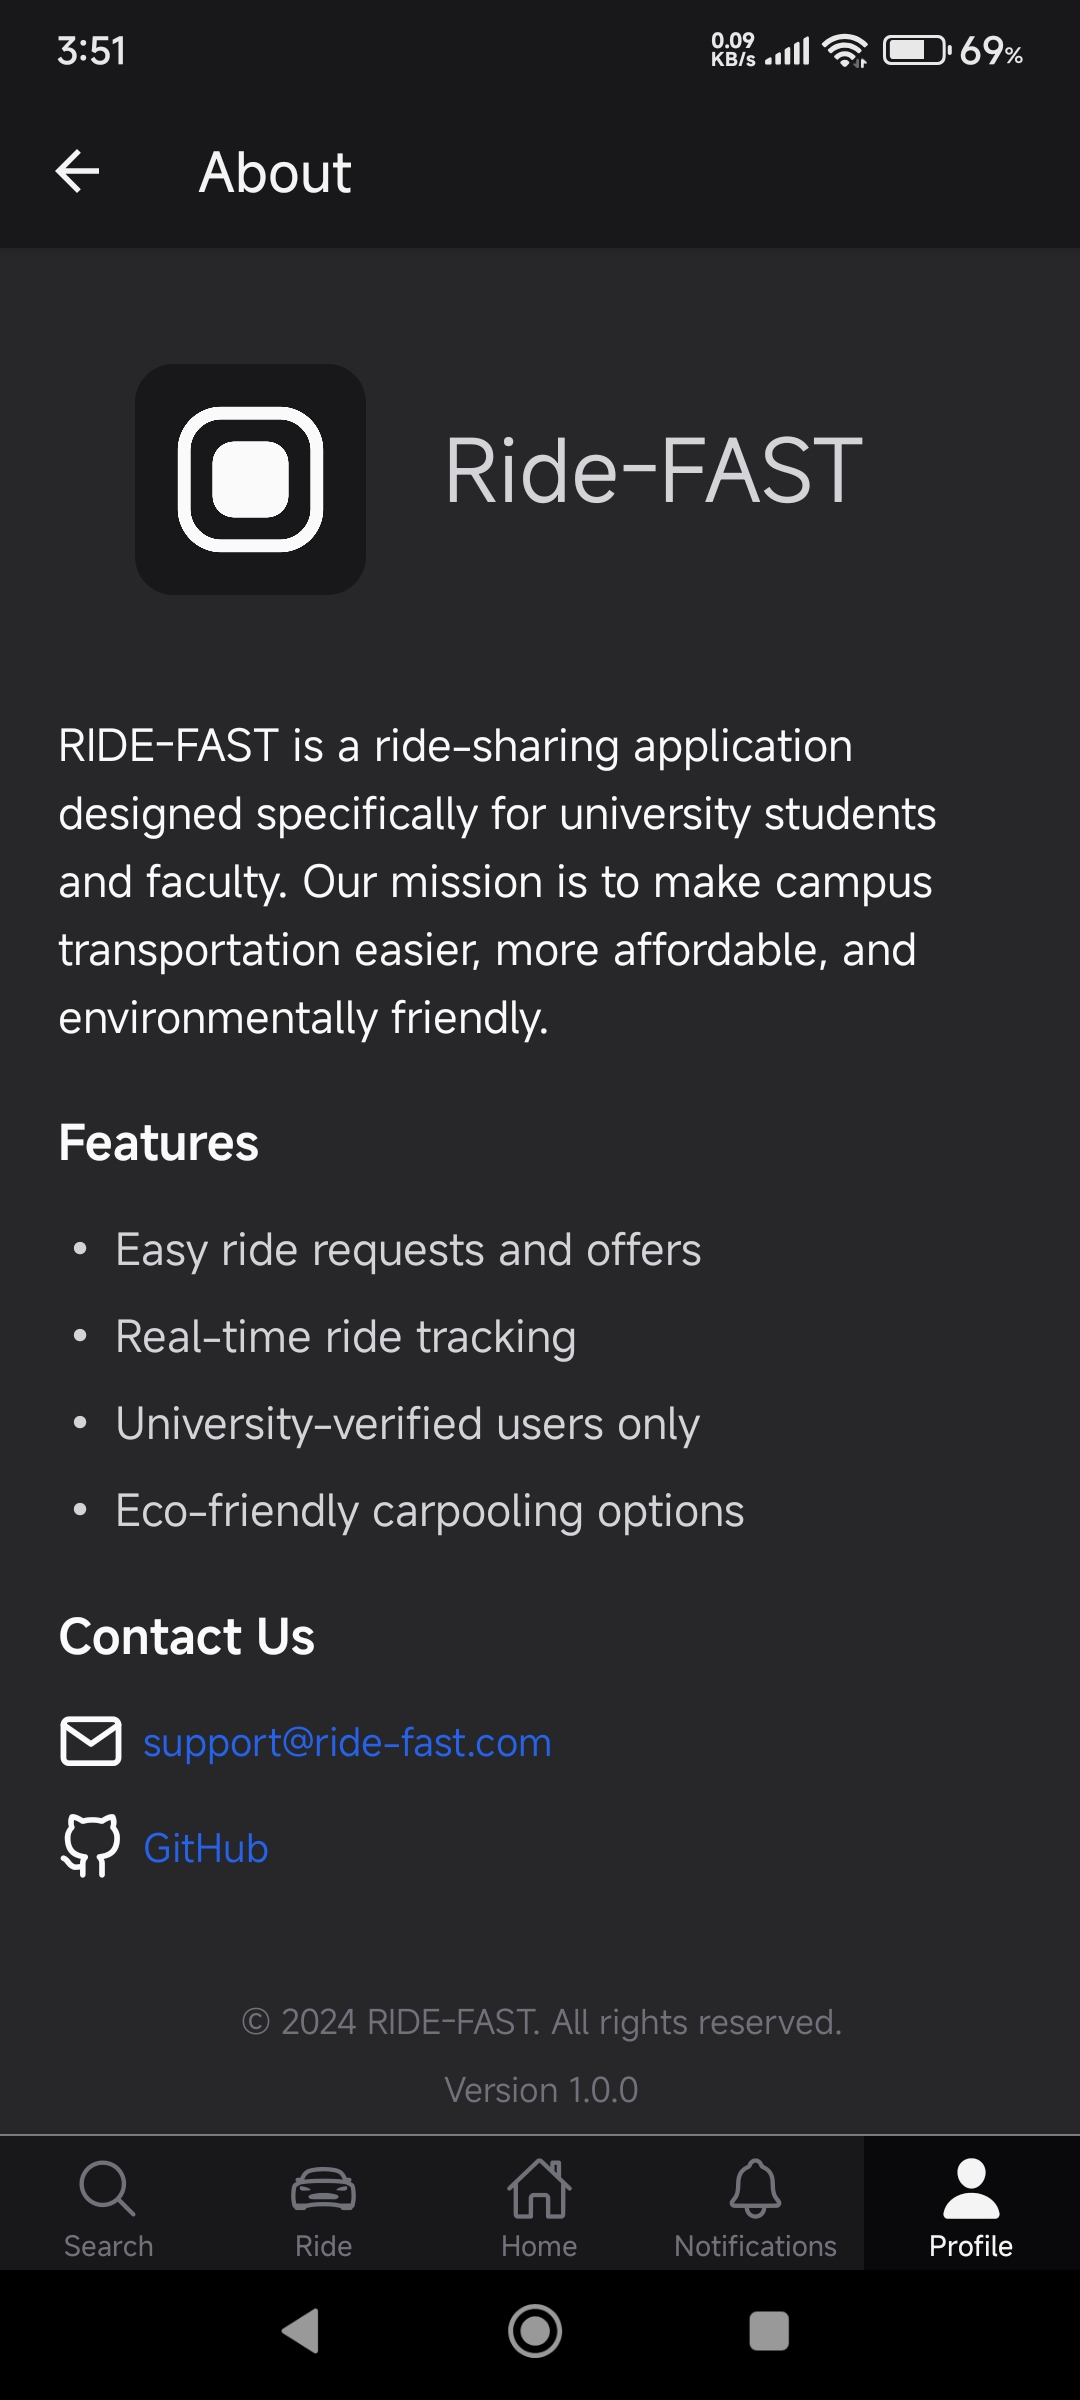 3:51
0.09
KB/s
69%
About
Ride-FAST
RIDE-FAST is a ride-sharing application
designed specifically for university students
and faculty. Our mission is to make campus
transportation easier, more affordable, and
environmentally friendly.
Features
• Easy ride requests and offers
• Real-time ride tracking
• University-verified users only
• Eco-friendly carpooling options
Contact Us
support@ride-fast.com
GitHub
© 2024 RIDE-FAST. All rights reserved.
Version 1.0.0
Search
Ride
Home
Notifications
Profile